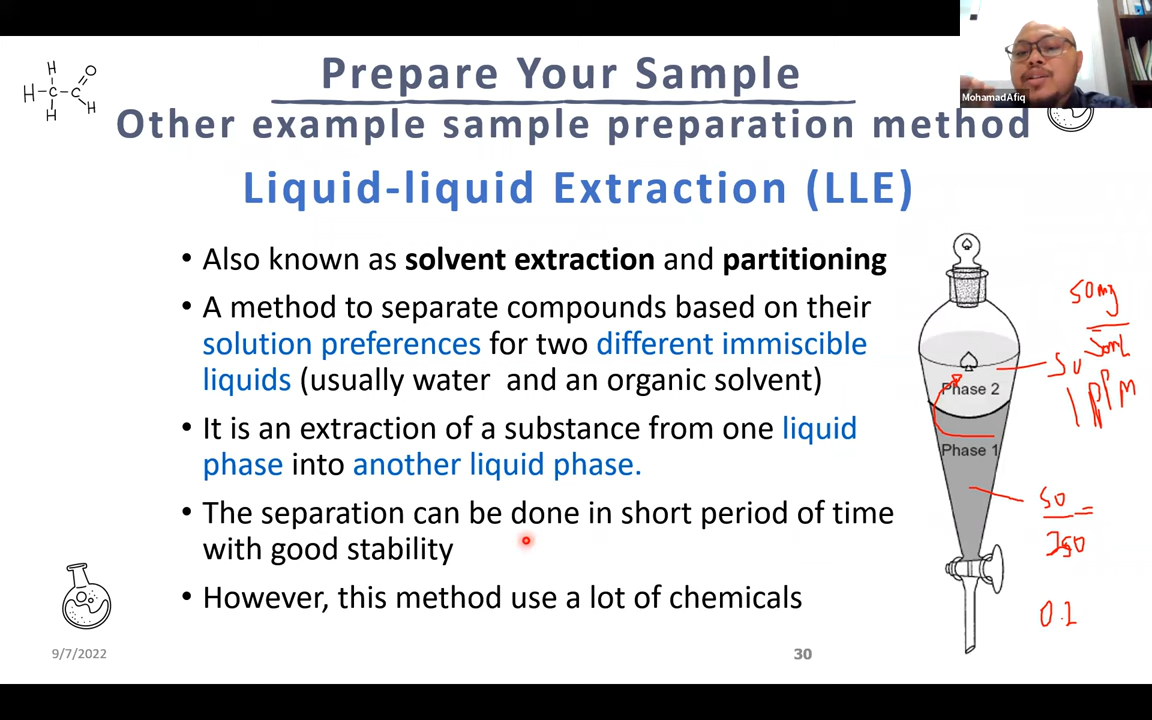 MohamadAfiq
H
O
H-C-C
H
H
Prepare Your Sample
Other example sample preparation method
Liquid-liquid Extraction (LLE)
• Also known as solvent extraction and partitioning
• A method to separate compounds based on their
solution preferences for two different immiscible
liquids (usually water and an organic solvent)
• It is an extraction of a substance from one liquid
phase into another liquid phase.
• The separation can be done in short period of time
with good stability
• However, this method use a lot of chemicals
Phase 2
Phase 1
50mg
50mL
50
1 PPM
50 =
0.2
9/7/2022
30